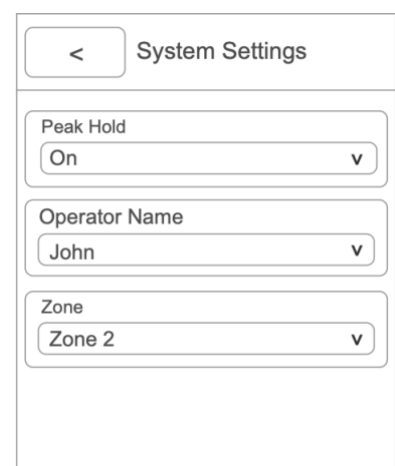 < System Settings
Peak Hold
On v
Operator Name
John v
Zone
Zone 2 v